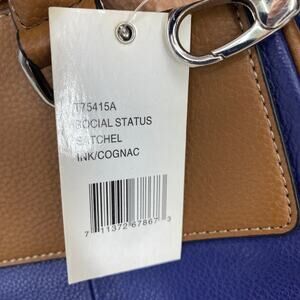 T75415A
SOCIAL STATUS
SATCHEL
INK/COGNAC
7 11372 67867 3